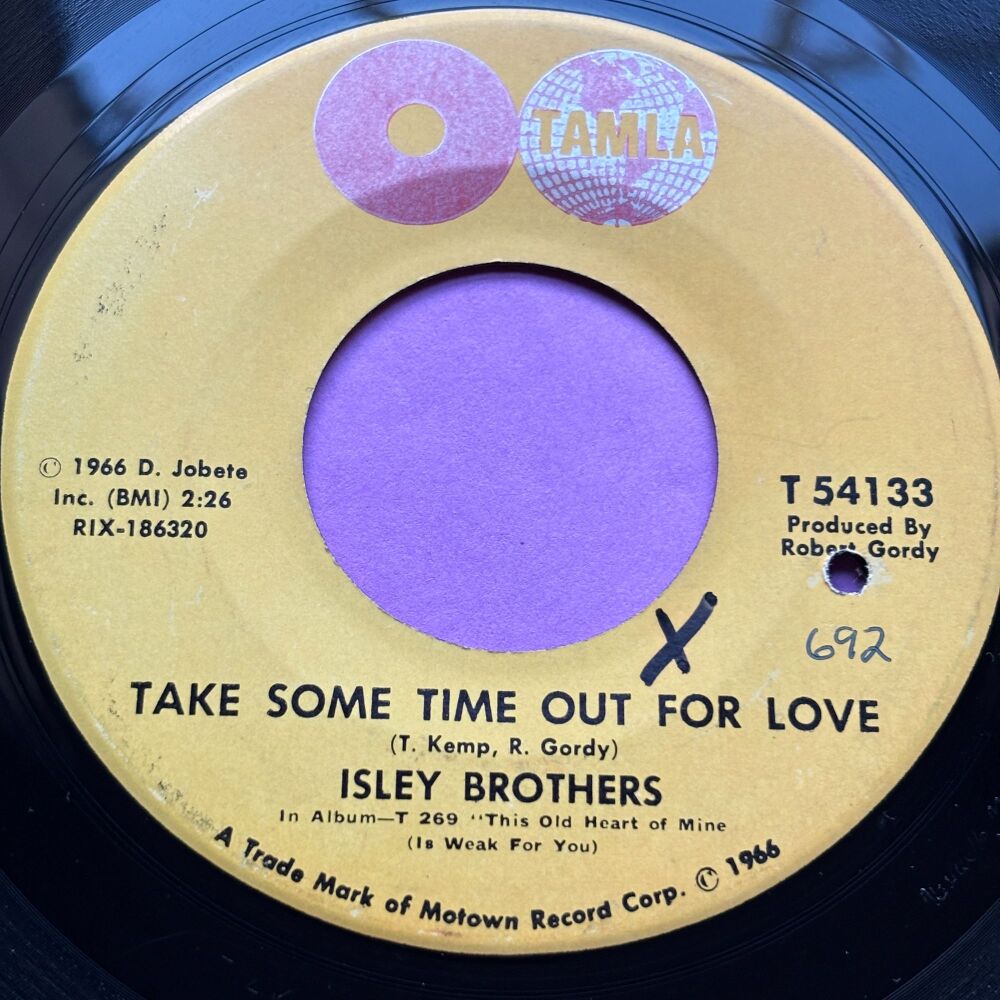 TAMLA
© 1966 D. Jobete
Inc. (BMI) 2:26
RIX-186320
T 54133
Produced By
Robert Gordy
X
692
TAKE SOME TIME OUT FOR LOVE
(T. Kemp, R. Gordy)
ISLEY BROTHERS
In Album—T 269 "This Old Heart of Mine
(Is Weak For You)
A Trade Mark of Motown Record Corp. © 1966